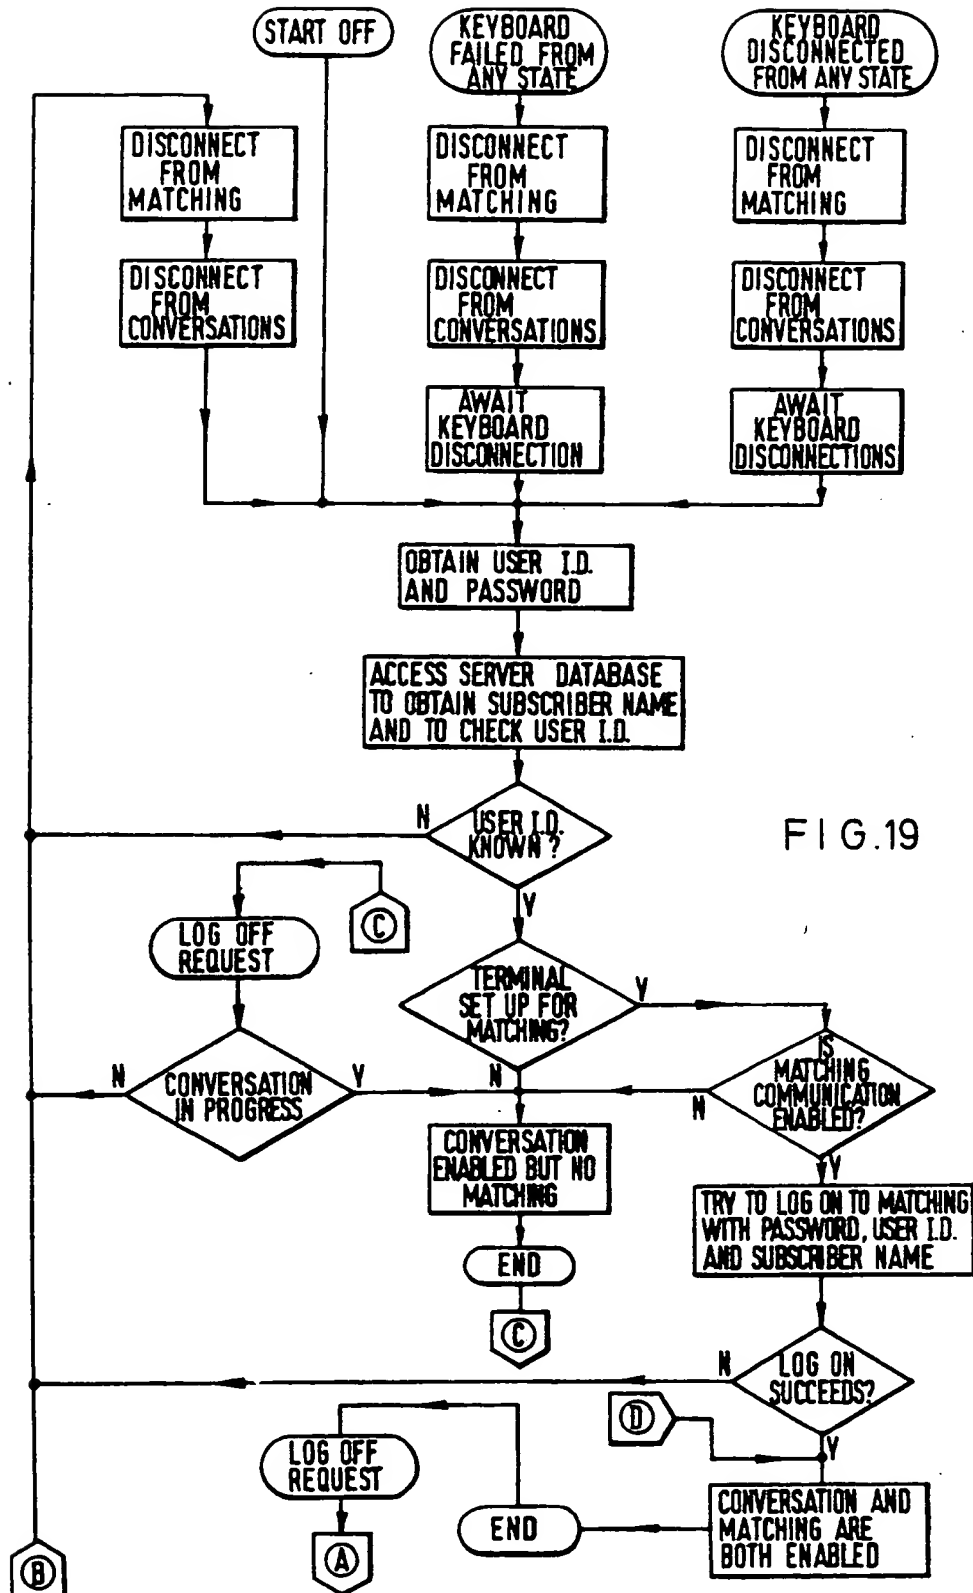 START OFF
KEYBOARD
FAILED FROM
ANY STATE
KEYBOARD
DISCONNECTED
FROM ANY STATE
DISCONNECT
FROM
MATCHING
DISCONNECT
FROM
MATCHING
DISCONNECT
FROM
MATCHING
DISCONNECT
FROM
CONVERSATIONS
DISCONNECT
FROM
CONVERSATIONS
DISCONNECT
FROM
CONVERSATIONS
AWAIT
KEYBOARD
DISCONNECTION
AWAIT
KEYBOARD
DISCONNECTIONS
OBTAIN USER I.D.
AND PASSWORD
ACCESS SERVER DATABASE
TO OBTAIN SUBSCRIBER NAME
AND TO CHECK USER I.D.
N
USER I.D.
KNOWN ?
Y
FIG.19
C
LOG OFF
REQUEST
TERMINAL
SET UP FOR
MATCHING?
Y
N
N
CONVERSATION
IN PROGRESS
Y
IS
MATCHING
COMMUNICATION
ENABLED?
N
Y
CONVERSATION
ENABLED BUT NO
MATCHING
TRY TO LOG ON TO MATCHING
WITH PASSWORD, USER I.D.
AND SUBSCRIBER NAME
END
C
N
LOG ON
SUCCEEDS?
Y
D
LOG OFF
REQUEST
END
CONVERSATION AND
MATCHING ARE
BOTH ENABLED
B
A